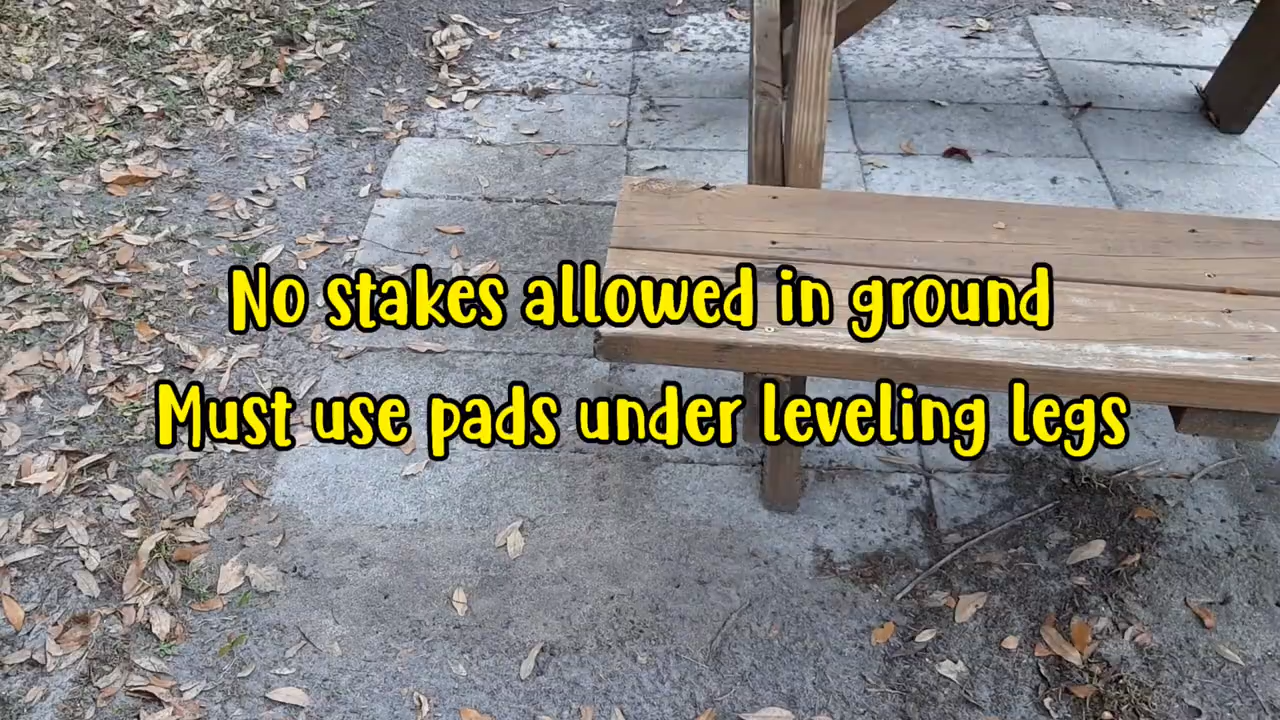 No stakes allowed in ground
Must use pads under leveling legs